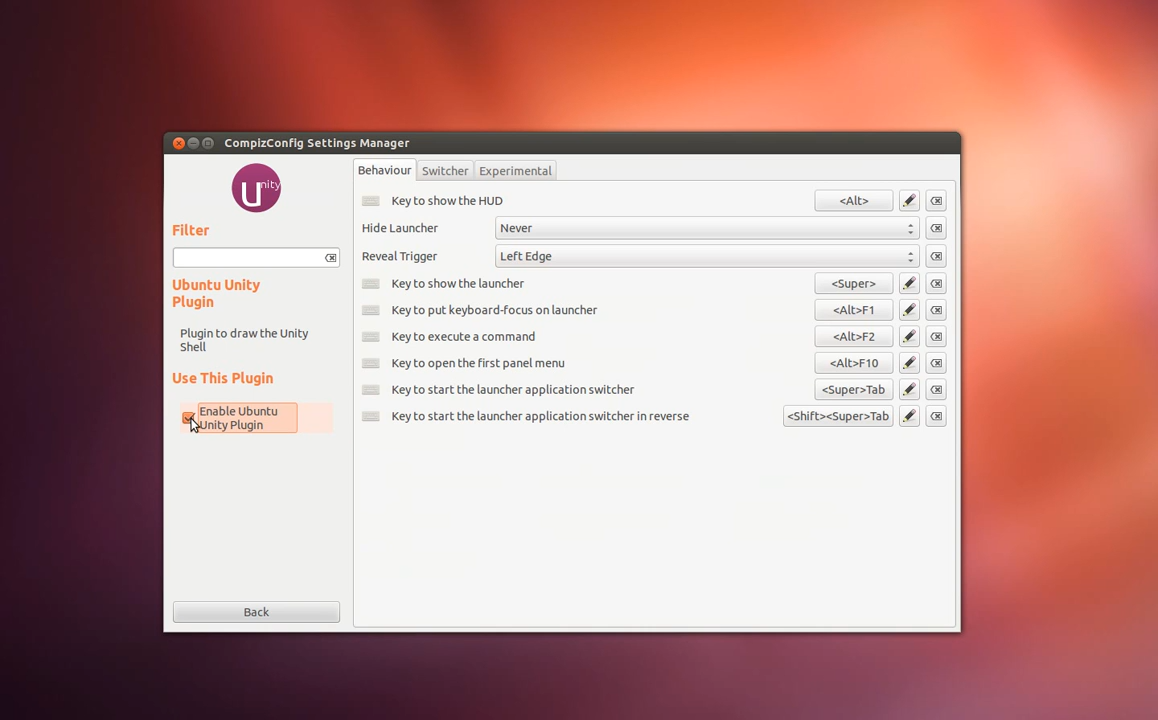 CompizConfig Settings Manager
Unity
Behaviour Switcher Experimental
Filter
Ubuntu Unity
Plugin
Plugin to draw the Unity
Shell
Use This Plugin
Enable Ubuntu
Unity Plugin
Back
Key to show the HUD <Alt>
Hide Launcher Never
Reveal Trigger Left Edge
Key to show the launcher <Super>
Key to put keyboard-focus on launcher <Alt>F1
Key to execute a command <Alt>F2
Key to open the first panel menu <Alt>F10
Key to start the launcher application switcher <Super>Tab
Key to start the launcher application switcher in reverse <Shift><Super>Tab